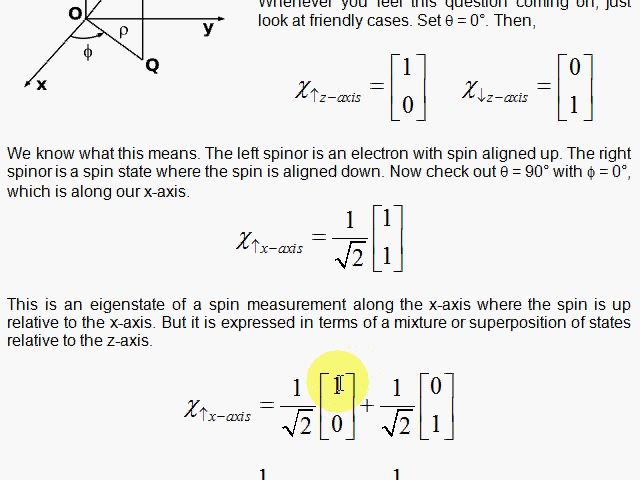 Whenever you feel this question coming on, just
look at friendly cases. Set θ = 0°. Then,
O
ρ
y
ϕ
Q
x
χ↑z−axis = [1 0] χ↓z−axis = [0 1]
We know what this means. The left spinor is an electron with spin aligned up. The right
spinor is a spin state where the spin is aligned down. Now check out θ = 90° with ϕ = 0°,
which is along our x-axis.
χ↑x−axis = 1/√2 [1 1]
This is an eigenstate of a spin measurement along the x-axis where the spin is up
relative to the x-axis. But it is expressed in terms of a mixture or superposition of states
relative to the z-axis.
χ↑x−axis = 1/√2 [1 0] + 1/√2 [0 1]
1 1